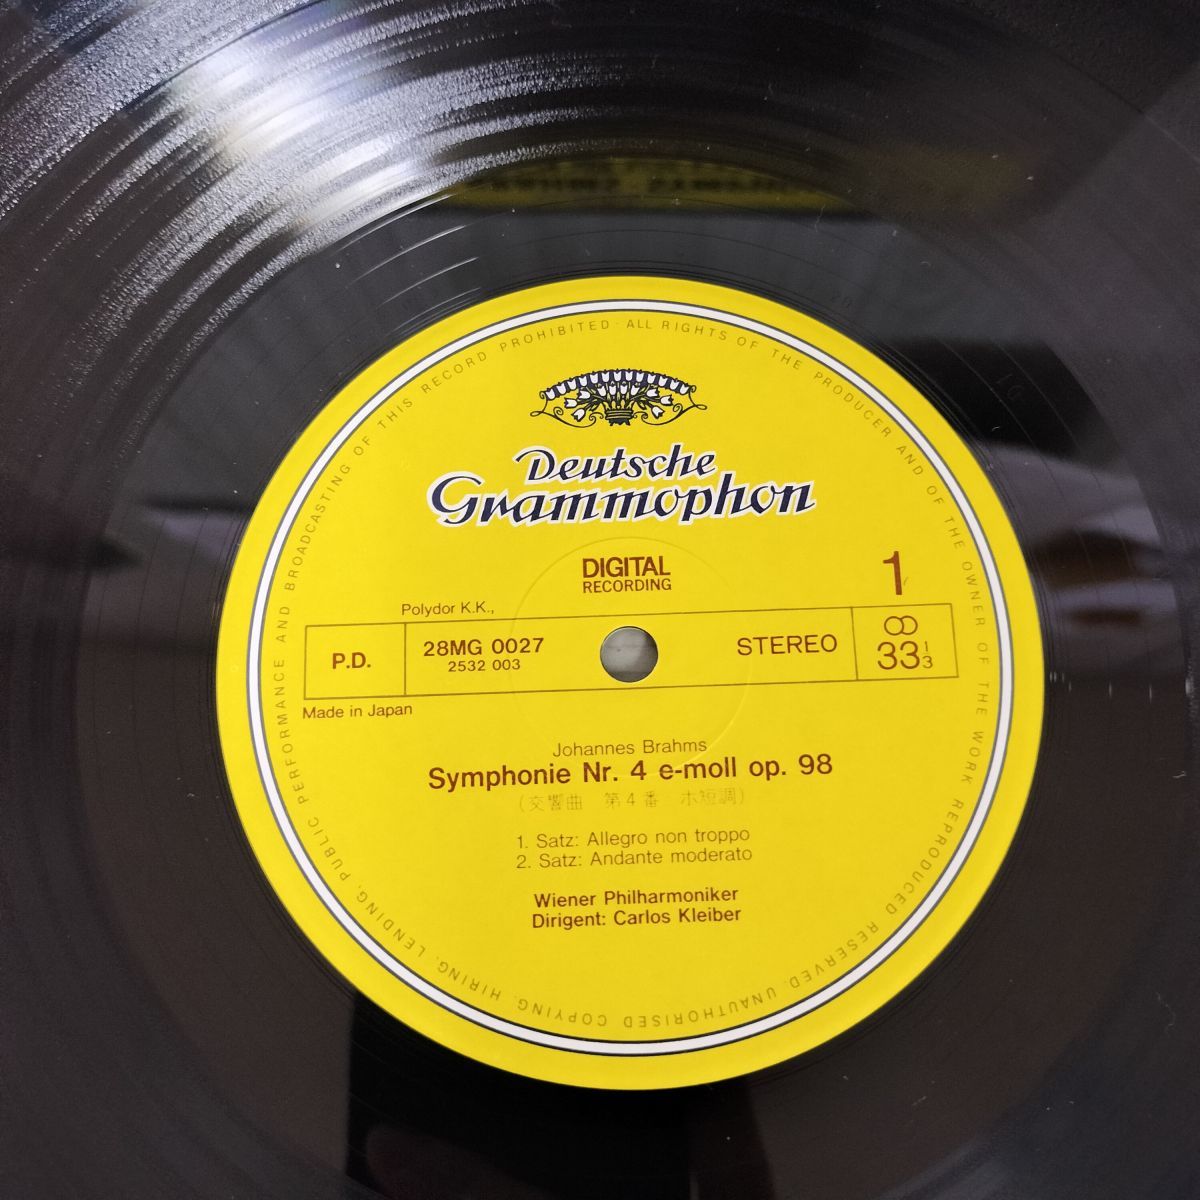 PUBLIC PERFORMANCE AND BROADCASTING OF THIS RECORD PROHIBITED · ALL RIGHTS OF THE PRODUCER AND OF THE OWNER OF THE WORK REPRODUCED RESERVED. UNAUTHORISED COPYING, HIRING, LENDING,
Deutsche
Grammophon
DIGITAL
RECORDING
1
Polydor K.K.,
P.D.
28MG 0027
2532 003
STEREO
33 1/3
Made in Japan
Johannes Brahms
Symphonie Nr. 4 e-moll op. 98
(交響曲 第4番 ホ短調)
1. Satz: Allegro non troppo
2. Satz: Andante moderato
Wiener Philharmoniker
Dirigent: Carlos Kleiber